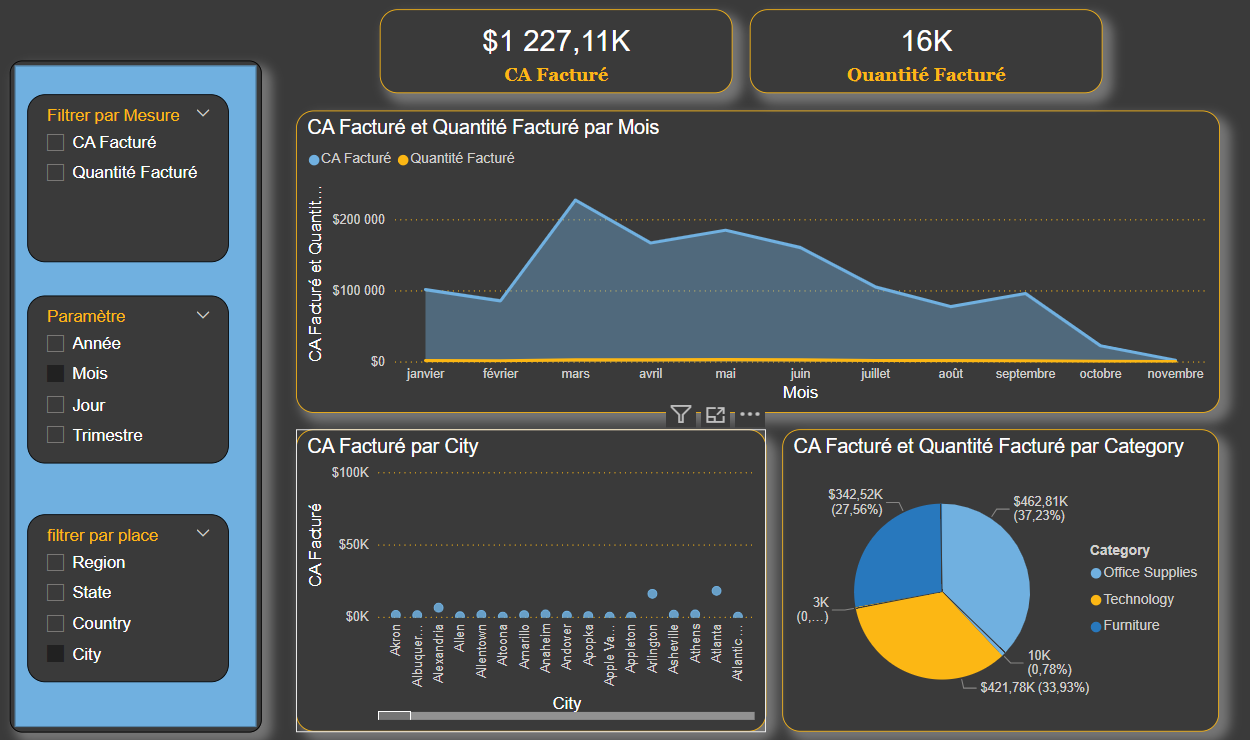 $1 227,11K
CA Facturé
16K
Quantité Facturé
Filtrer par Mesure
CA Facturé
Quantité Facturé
Paramètre
Année
Mois
Jour
Trimestre
filtrer par place
Region
State
Country
City
CA Facturé et Quantité Facturé par Mois
CA Facturé
Quantité Facturé
CA Facturé et Quantit...
$200 000
$100 000
$0
janvier
février
mars
avril
mai
juin
juillet
août
septembre
octobre
novembre
Mois
CA Facturé par City
CA Facturé
$100K
$50K
$0K
Akron
Albuquer...
Alexandria
Allen
Allentown
Altoona
Amarillo
Anaheim
Andover
Apopka
Apple Va...
Appleton
Arlington
Asheville
Athens
Atlanta
Atlantic ...
City
CA Facturé et Quantité Facturé par Category
$342,52K
(27,56%)
$462,81K
(37,23%)
3K
(0,...)
10K
(0,78%)
$421,78K (33,93%)
Category
Office Supplies
Technology
Furniture